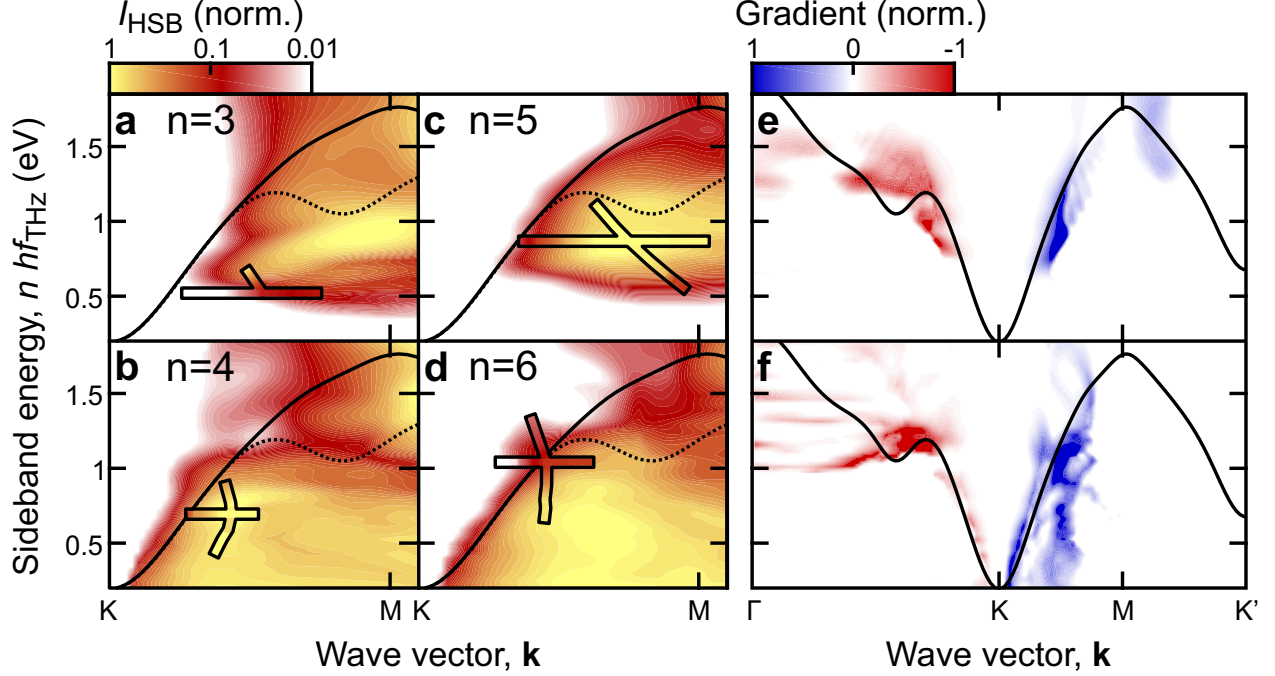 I_HSB (norm.)
1 0.1 0.01
Gradient (norm.)
1 0 -1
a n=3
c n=5
e
b n=4
d n=6
f
Sideband energy, n hf_THz (eV)
1.5
1
0.5
1.5
1
0.5
K M K M
Γ K M K'
Wave vector, k
Wave vector, k